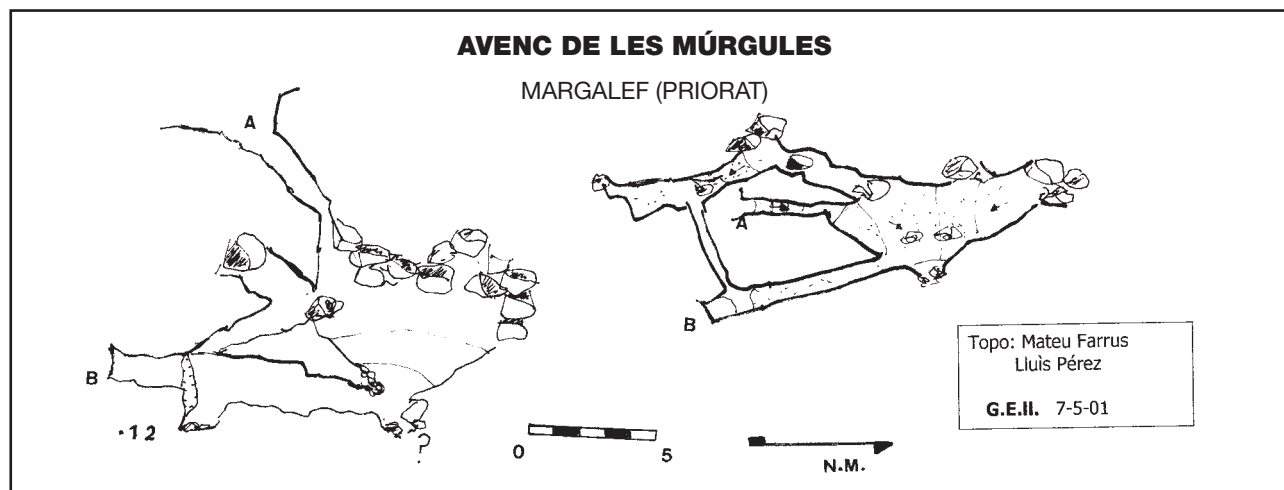 AVENC DE LES MÚRGULES
MARGALEF (PRIORAT)
A
B
-12
?
A
B
0 5
N.M.
Topo: Mateu Farrus
Lluìs Pérez
G.E.II. 7-5-01